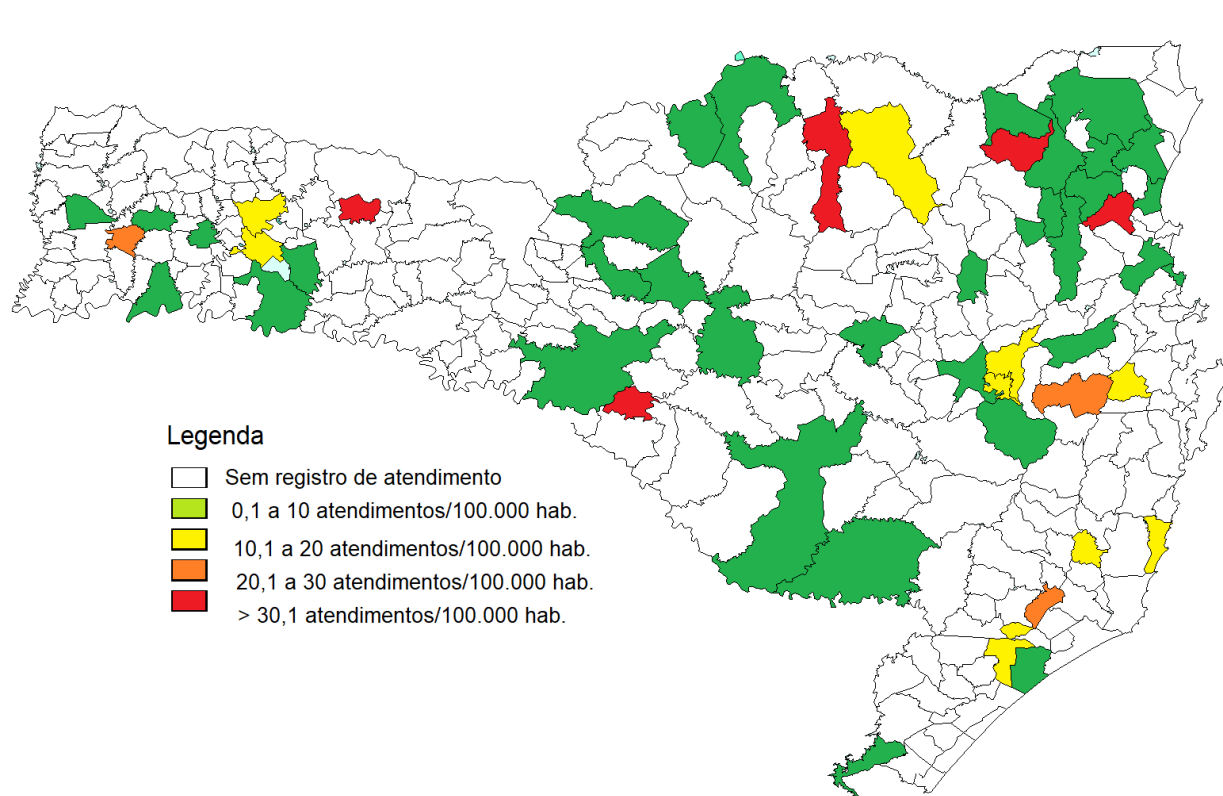 Legenda
Sem registro de atendimento
0,1 a 10 atendimentos/100.000 hab.
10,1 a 20 atendimentos/100.000 hab.
20,1 a 30 atendimentos/100.000 hab.
> 30,1 atendimentos/100.000 hab.